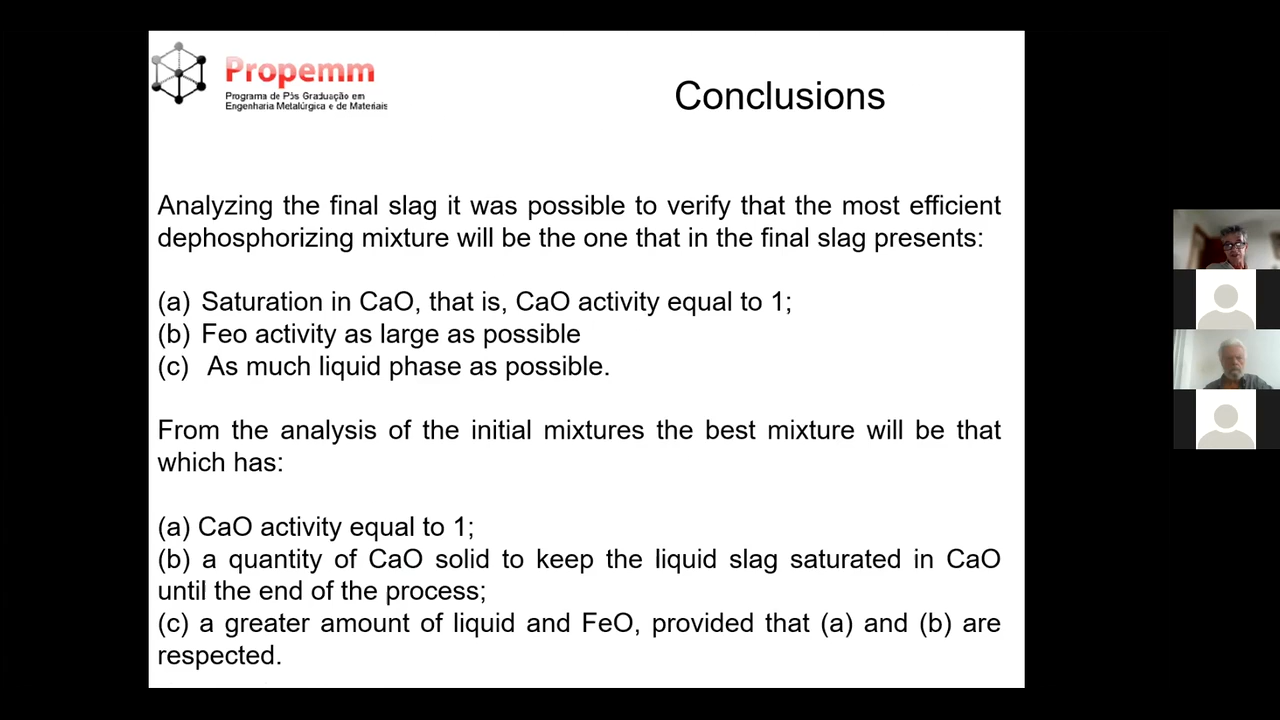 Propemm
Programa de Pós Graduação em
Engenharia Metalúrgica e de Materiais
Conclusions
Analyzing the final slag it was possible to verify that the most efficient
dephosphorizing mixture will be the one that in the final slag presents:
(a) Saturation in CaO, that is, CaO activity equal to 1;
(b) Feo activity as large as possible
(c) As much liquid phase as possible.
From the analysis of the initial mixtures the best mixture will be that
which has:
(a) CaO activity equal to 1;
(b) a quantity of CaO solid to keep the liquid slag saturated in CaO
until the end of the process;
(c) a greater amount of liquid and FeO, provided that (a) and (b) are
respected.